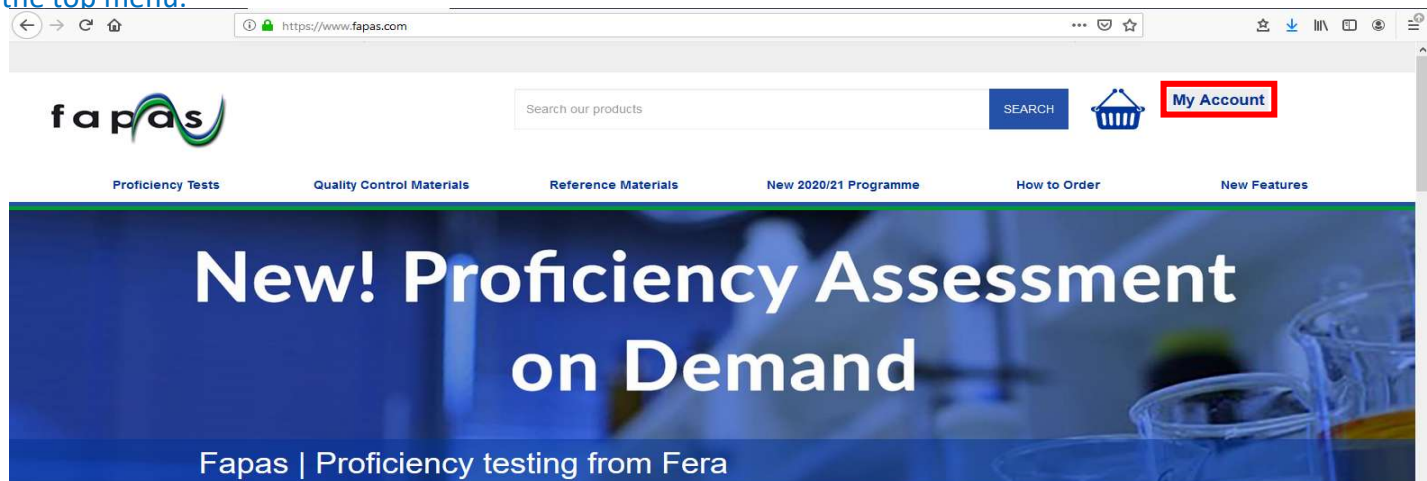 the top menu.
https://www.fapas.com
fapas
Search our products
SEARCH
My Account
Proficiency Tests
Quality Control Materials
Reference Materials
New 2020/21 Programme
How to Order
New Features
New! Proficiency Assessment
on Demand
Fapas | Proficiency testing from Fera